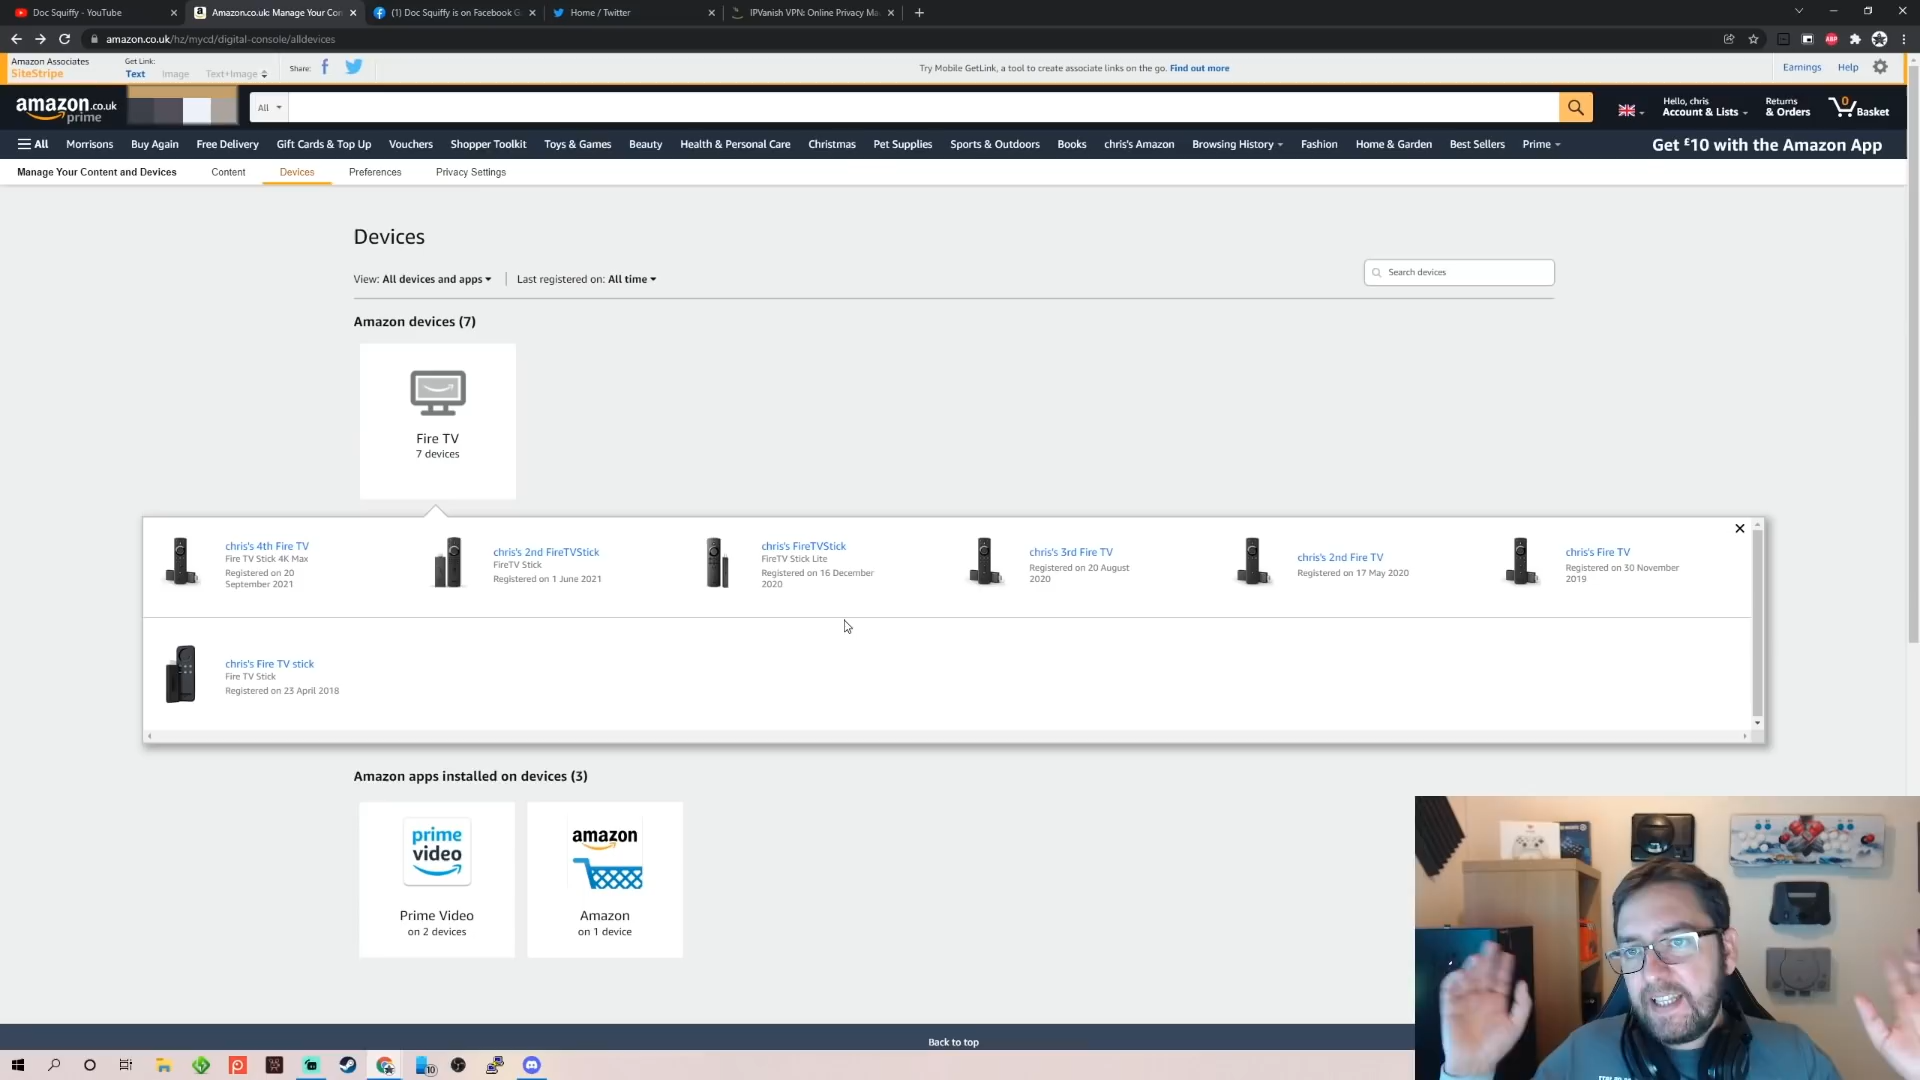 Doc Squiffy - YouTube
Amazon.co.uk: Manage Your Con
(1) Doc Squiffy is on Facebook G
Home / Twitter
IPVanish VPN: Online Privacy Ma
amazon.co.uk/hz/mycd/digital-console/alldevices
Amazon Associates
SiteStripe
Get Link:
Text
Image
Text+Image
Share:
Try Mobile GetLink, a tool to create associate links on the go. Find out more
Earnings
Help
amazon.co.uk
prime
All
Hello, chris
Account & Lists
Returns
& Orders
0
Basket
All
Morrisons
Buy Again
Free Delivery
Gift Cards & Top Up
Vouchers
Shopper Toolkit
Toys & Games
Beauty
Health & Personal Care
Christmas
Pet Supplies
Sports & Outdoors
Books
chris's Amazon
Browsing History
Fashion
Home & Garden
Best Sellers
Prime
Get £10 with the Amazon App
Manage Your Content and Devices
Content
Devices
Preferences
Privacy Settings
Devices
View: All devices and apps
Last registered on: All time
Search devices
Amazon devices (7)
Fire TV
7 devices
chris's 4th Fire TV
Fire TV Stick 4K Max
Registered on 20
September 2021
chris's 2nd FireTVStick
FireTV Stick
Registered on 1 June 2021
chris's FireTVStick
FireTV Stick Lite
Registered on 16 December
2020
chris's 3rd Fire TV
Registered on 20 August
2020
chris's 2nd Fire TV
Registered on 17 May 2020
chris's Fire TV
Registered on 30 November
2019
chris's Fire TV stick
Fire TV Stick
Registered on 23 April 2018
Amazon apps installed on devices (3)
prime
video
Prime Video
on 2 devices
amazon
Amazon
on 1 device
Back to top
10